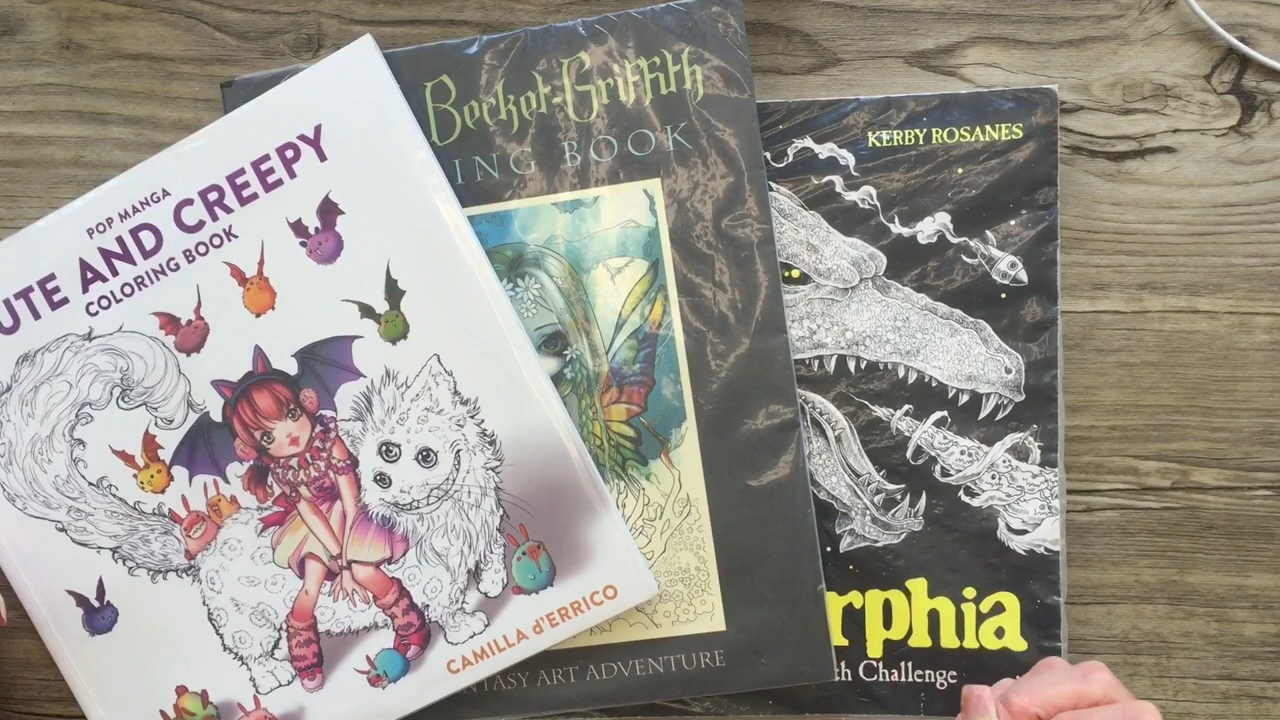 POP MANGA
UTE AND CREEPY
COLORING BOOK
CAMILLA d'ERRICO
Becket-Griffith
ING BOOK
NTASY ART ADVENTURE
KERBY ROSANES
rphia
ch Challenge